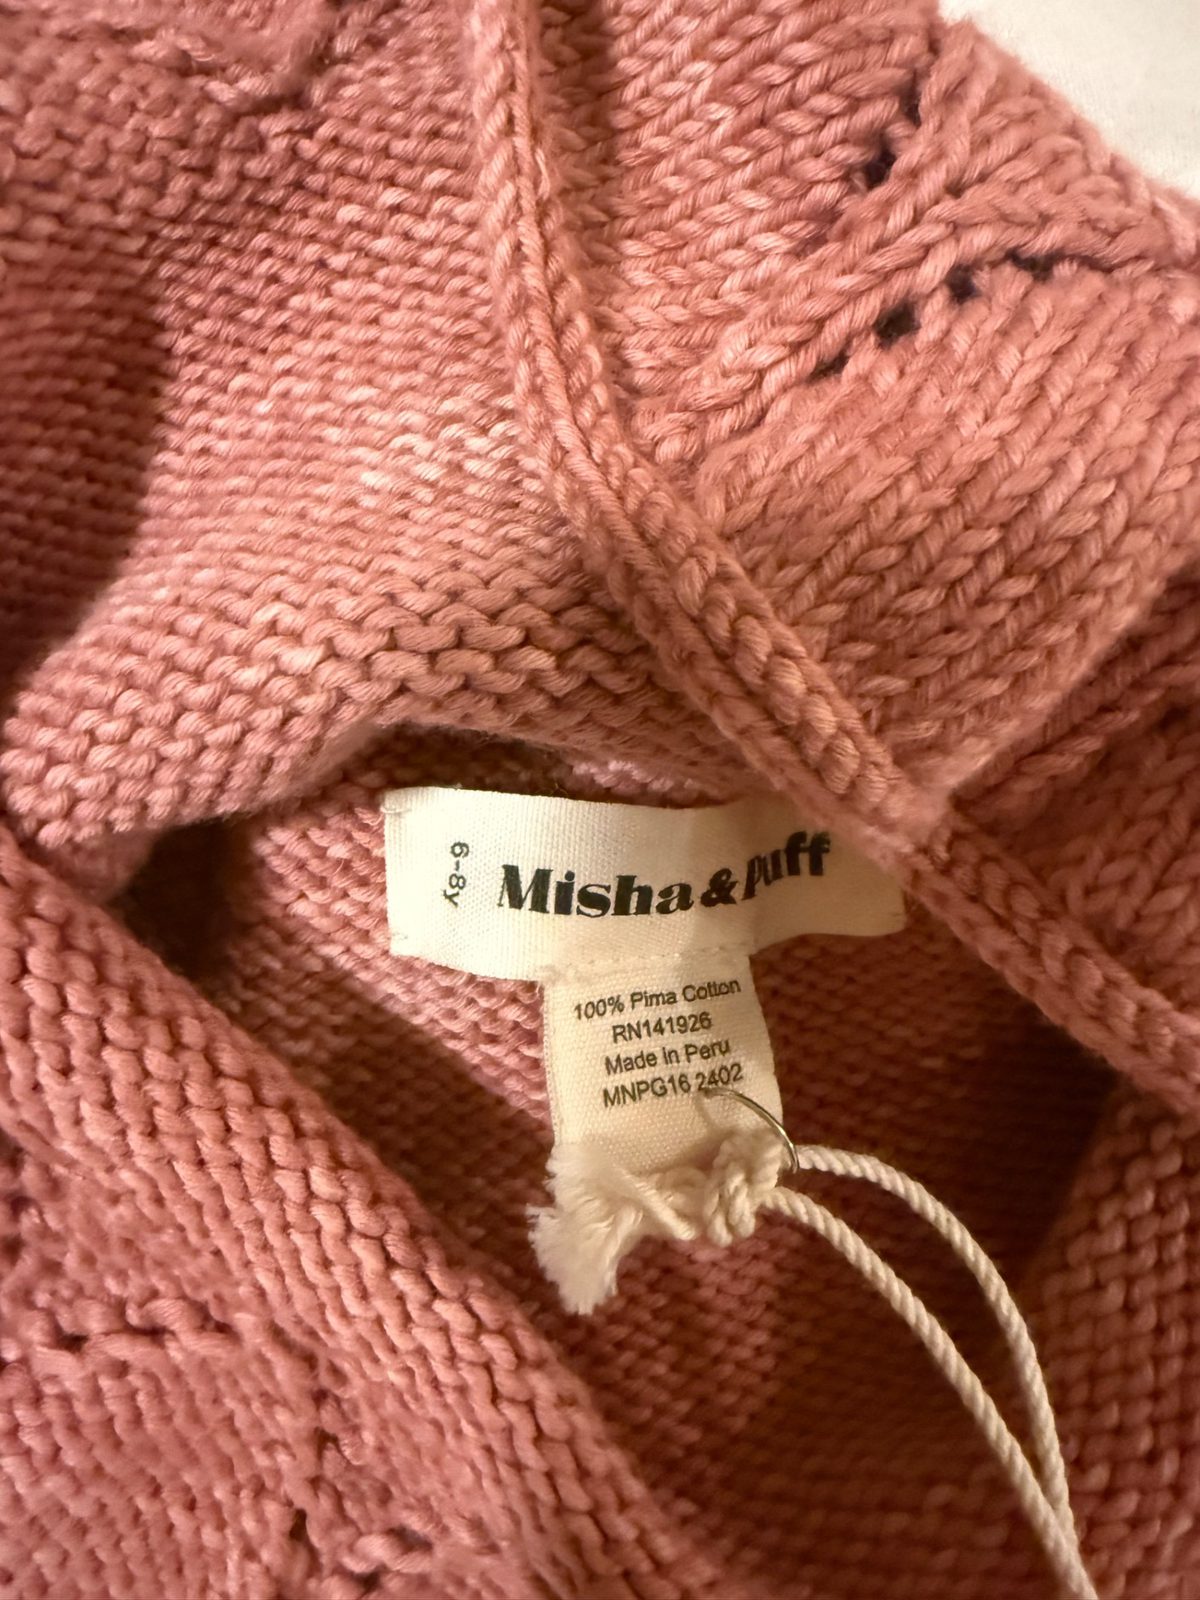 6-8y
Misha & Puff
100% Pima Cotton
RN141926
Made in Peru
MNPG16 2402